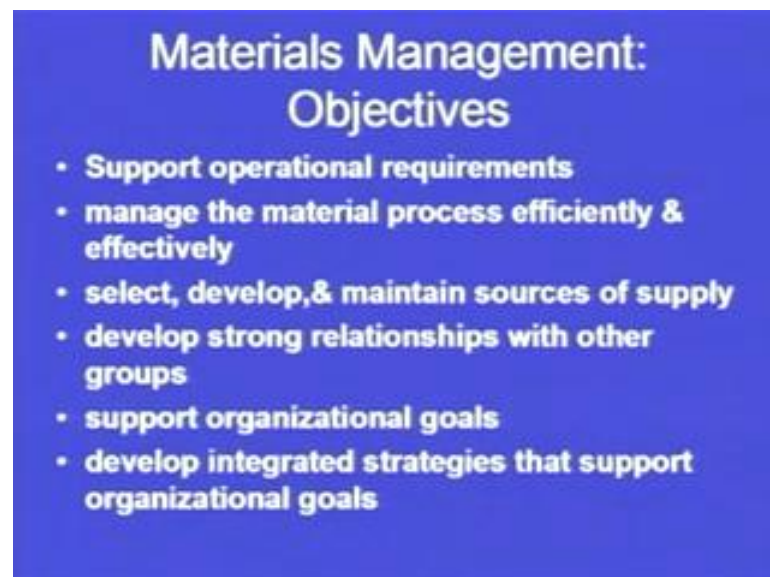 Materials Management:
Objectives
• Support operational requirements
• manage the material process efficiently &
effectively
• select, develop,& maintain sources of supply
• develop strong relationships with other
groups
• support organizational goals
• develop integrated strategies that support
organizational goals